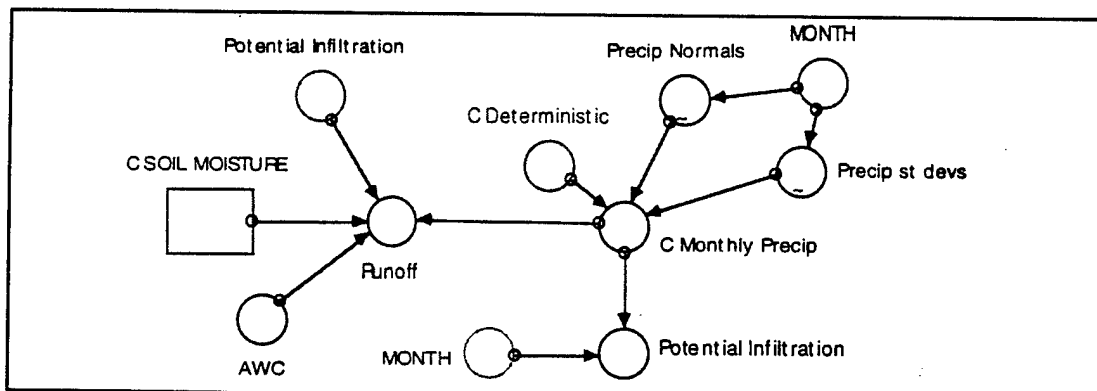 MONTH
Potential Infiltration
Precip Normals
C Deterministic
C SOIL MOISTURE
Precip st devs
C Monthly Precip
Runoff
AWC
MONTH
Potential Infiltration